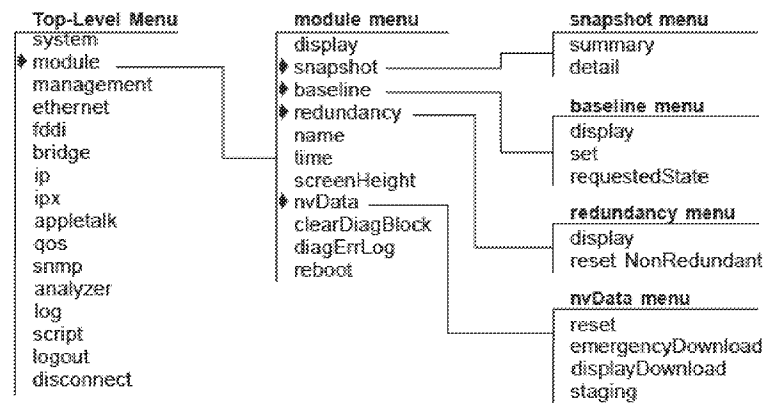 Top-Level Menu
system
module
management
ethernet
fddi
bridge
ip
ipx
appletalk
qos
snmp
analyzer
log
script
logout
disconnect
module menu
display
snapshot
baseline
redundancy
name
time
screenHeight
nvData
clearDiagBlock
diagErrLog
reboot
snapshot menu
summary
detail
baseline menu
display
set
requestedState
redundancy menu
display
reset NonRedundant
nvData menu
reset
emergencyDownload
displayDownload
staging